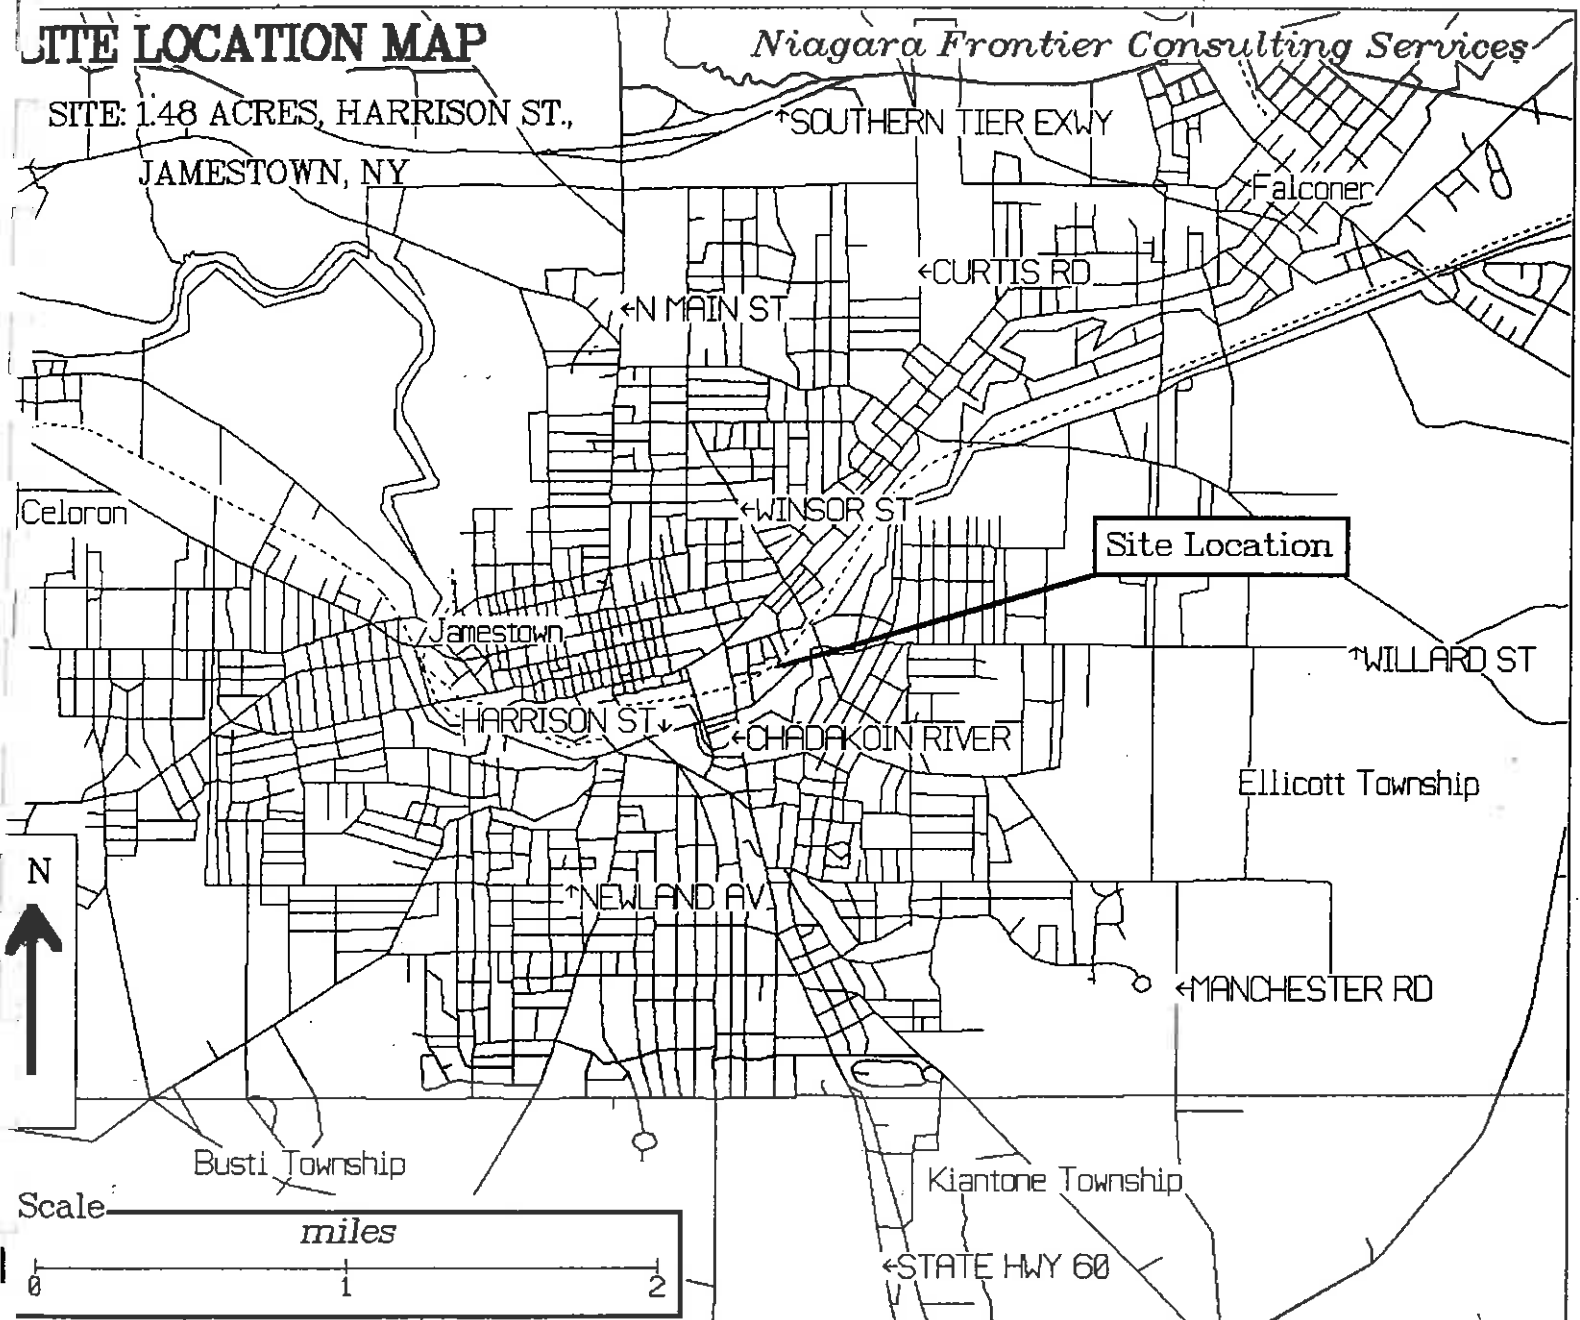 SITE LOCATION MAP
Niagara Frontier Consulting Services
SITE: 1.48 ACRES, HARRISON ST.,
↑SOUTHERN TIER EXWY
JAMESTOWN, NY
Falconer
←CURTIS RD
←N MAIN ST
Celoron
←WINSOR ST
Site Location
Jamestown
↑WILLARD ST
HARRISON ST↓
←CHADAKOIN RIVER
Ellicott Township
N
↑NEWLAND AV
←MANCHESTER RD
Busti Township
Kiantone Township
Scale
miles
←STATE HWY 60
0 1 2